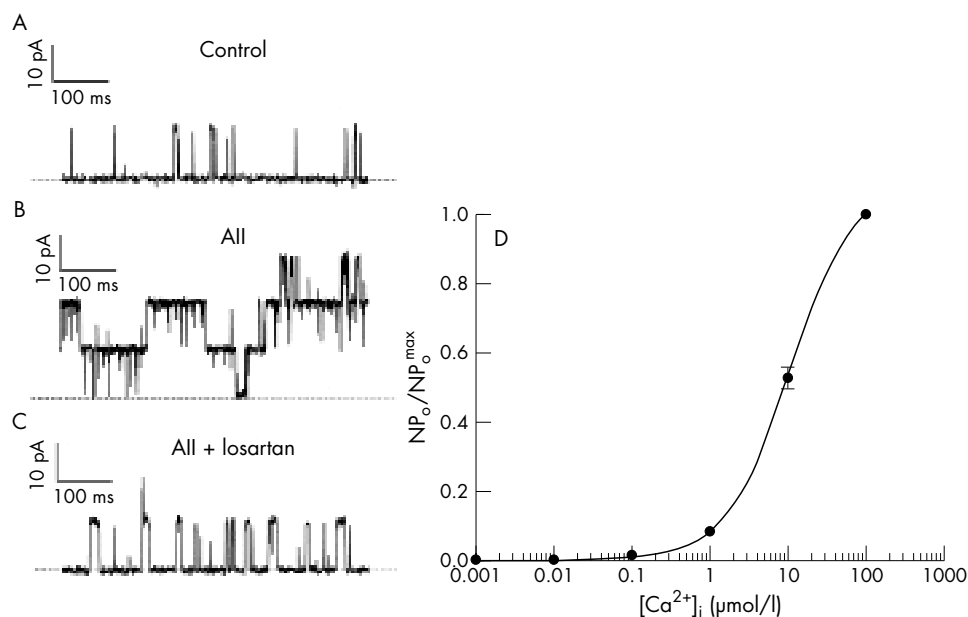 A
Control
10 pA
100 ms
B
AII
10 pA
100 ms
C
AII + losartan
10 pA
100 ms
D
NPₒ/NPₒᵐᵃˣ
1.0
0.8
0.6
0.4
0.2
0.0
0.001 0.01 0.1 1 10 100 1000
[Ca²⁺]ᵢ (µmol/l)